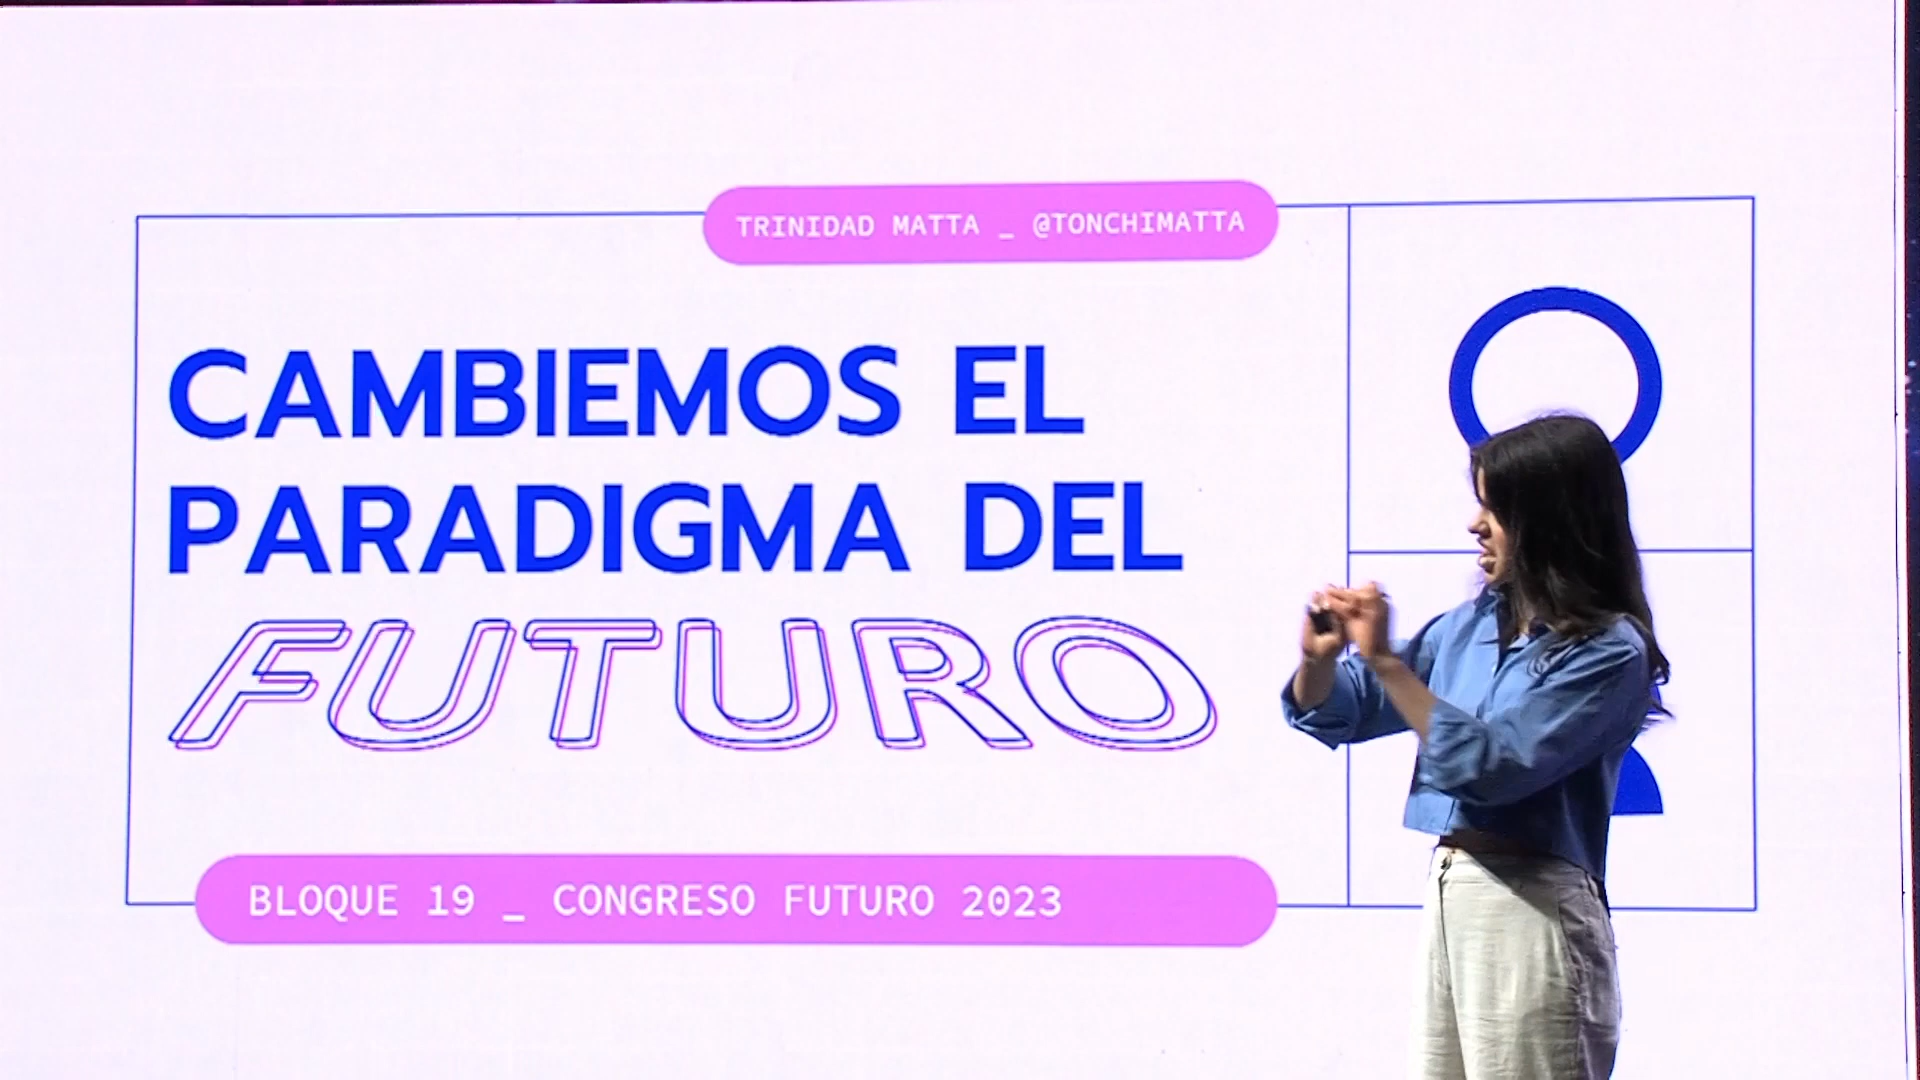 TRINIDAD MATTA _ @TONCHIMATTA
CAMBIEMOS EL
PARADIGMA DEL
FUTURO
BLOQUE 19 _ CONGRESO FUTURO 2023